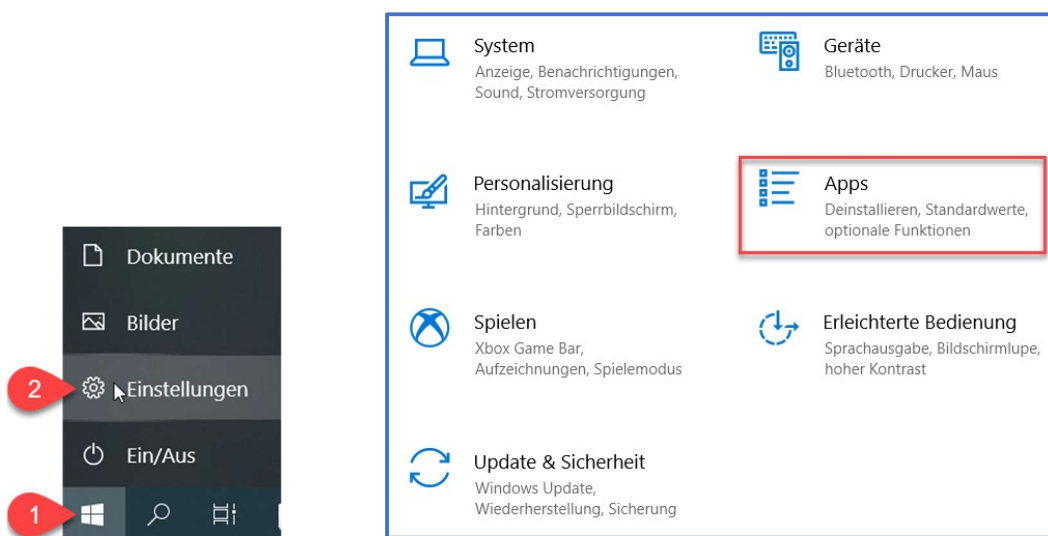 Dokumente
Bilder
2
Einstellungen
Ein/Aus
1
System
Anzeige, Benachrichtigungen,
Sound, Stromversorgung
Geräte
Bluetooth, Drucker, Maus
Personalisierung
Hintergrund, Sperrbildschirm,
Farben
Apps
Deinstallieren, Standardwerte,
optionale Funktionen
Spielen
Xbox Game Bar,
Aufzeichnungen, Spielemodus
Erleichterte Bedienung
Sprachausgabe, Bildschirmlupe,
hoher Kontrast
Update & Sicherheit
Windows Update,
Wiederherstellung, Sicherung